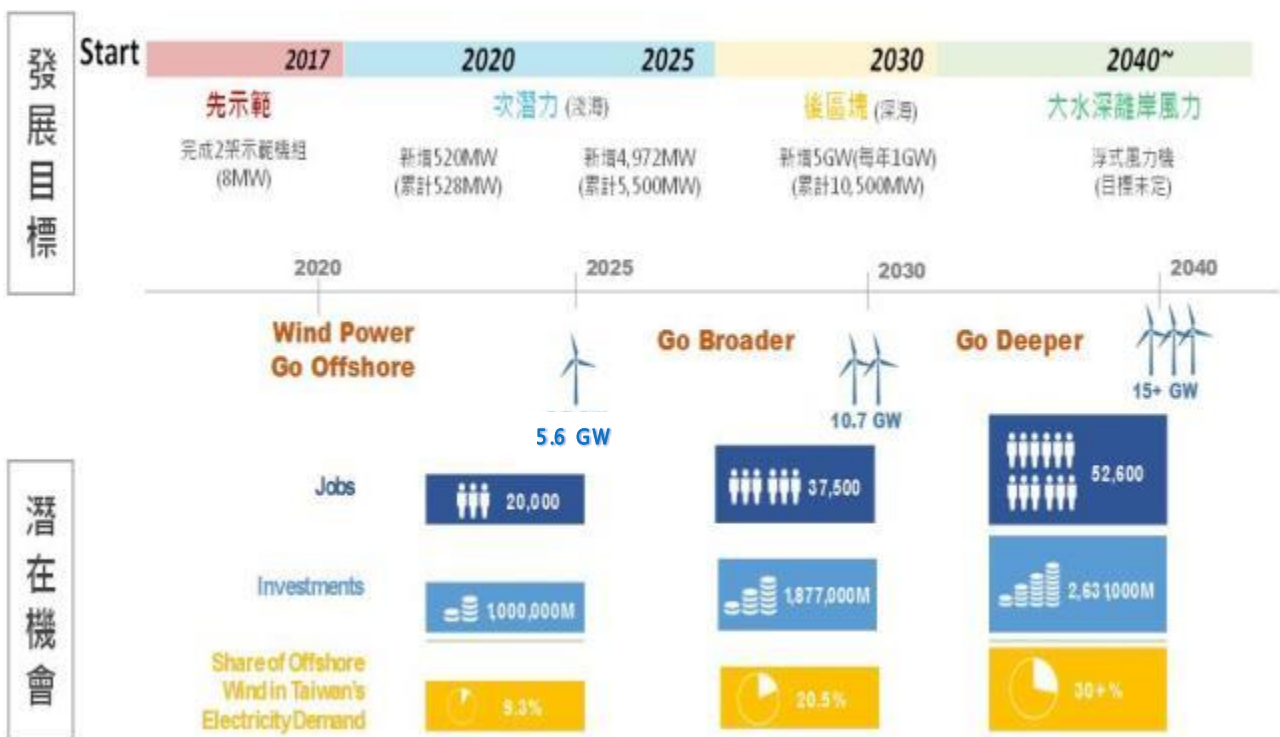 發展目標
Start
2017
2020
2025
2030
2040~
先示範
次潛力 (淺海)
後區塊 (深海)
大水深離岸風力
完成2架示範機組
(8MW)
新增520MW
(累計528MW)
新增4,972MW
(累計5,500MW)
新增5GW(每年1GW)
(累計10,500MW)
浮式風力機
(目標未定)
2020
2025
2030
2040
Wind Power
Go Offshore
Go Broader
Go Deeper
5.6 GW
10.7 GW
15+ GW
潛在機會
Jobs
20,000
37,500
52,600
Investments
1,000,000M
1,877,000M
2,631,000M
Share of Offshore
Wind in Taiwan's
Electricity Demand
9.3%
20.5%
30+%